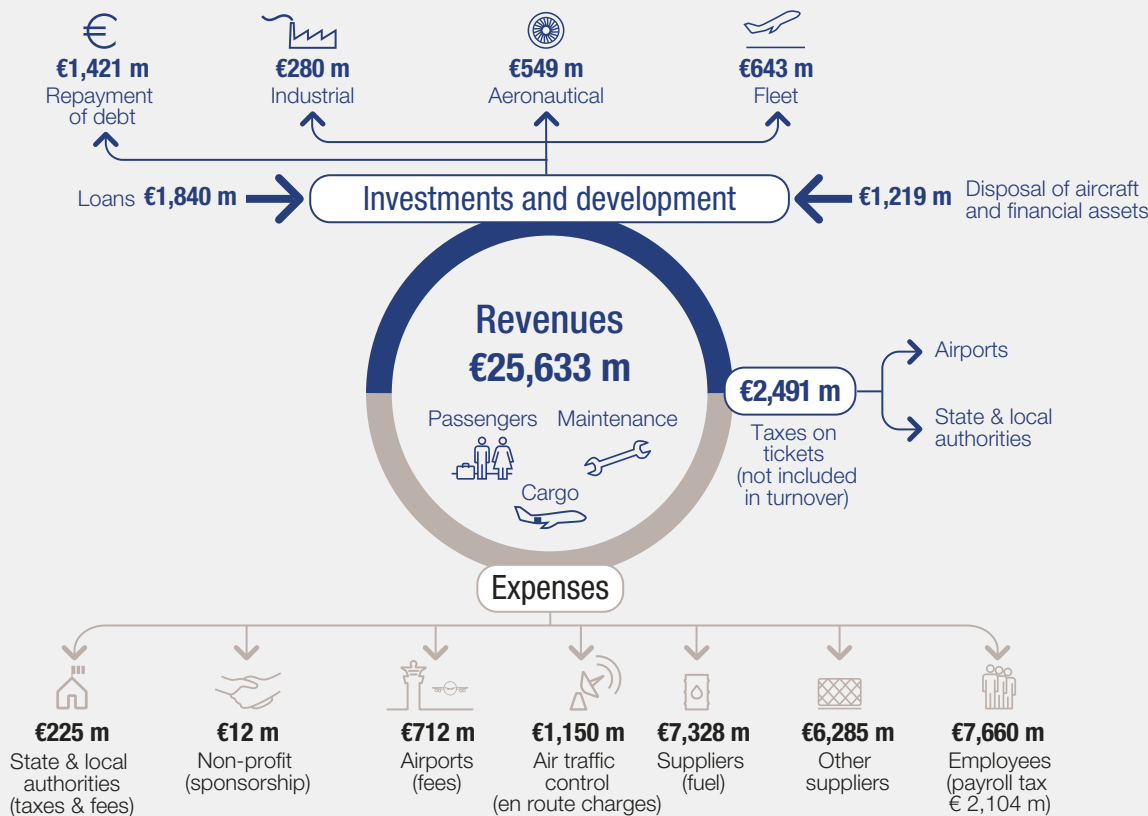 €1,421 m
Repayment
of debt
€280 m
Industrial
€549 m
Aeronautical
€643 m
Fleet
Loans €1,840 m
Investments and development
€1,219 m
Disposal of aircraft
and financial assets
Revenues
€25,633 m
Passengers
Maintenance
Cargo
€2,491 m
Taxes on
tickets
(not included
in turnover)
Airports
State & local
authorities
Expenses
€225 m
State & local
authorities
(taxes & fees)
€12 m
Non-profit
(sponsorship)
€712 m
Airports
(fees)
€1,150 m
Air traffic
control
(en route charges)
€7,328 m
Suppliers
(fuel)
€6,285 m
Other
suppliers
€7,660 m
Employees
(payroll tax
€ 2,104 m)